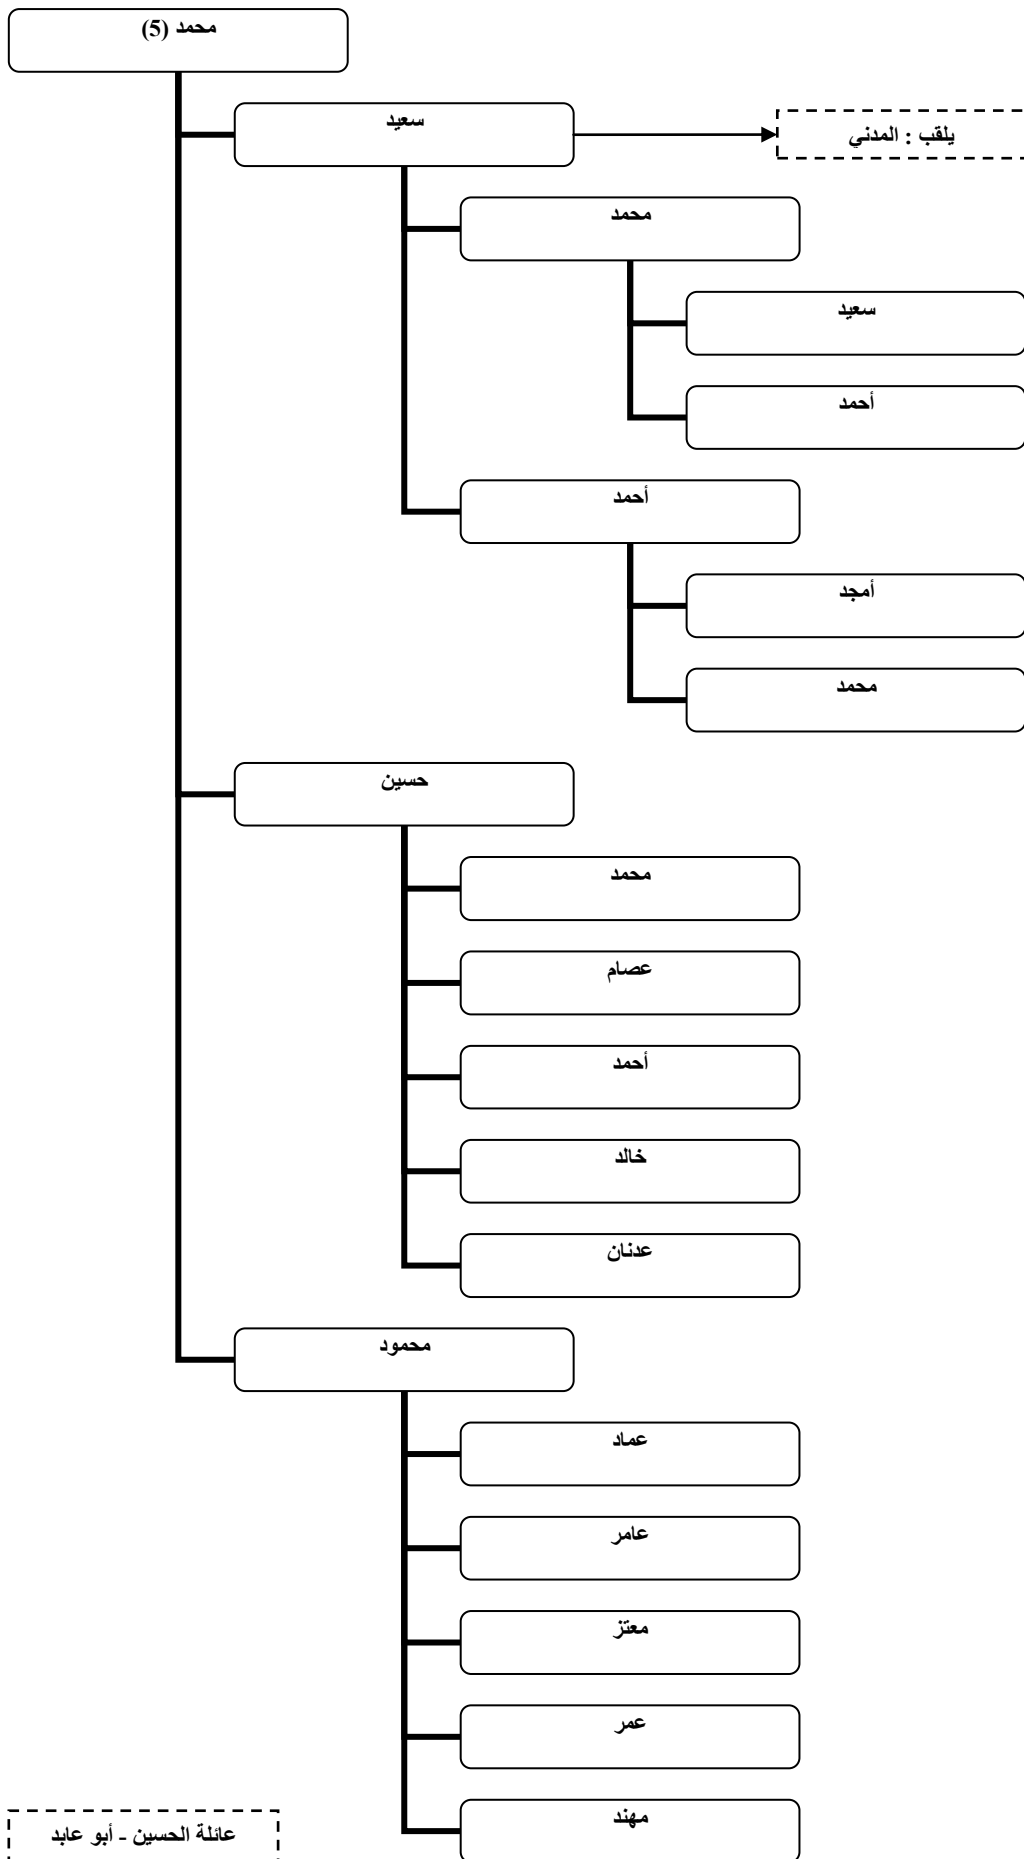 محمد (5)
سعيد
يلقب : المدني
محمد
سعيد
أحمد
أحمد
أمجد
محمد
حسين
محمد
عصام
أحمد
خالد
عدنان
محمود
عماد
عامر
معتز
عمر
مهند
عائلة الحسين - أبو عابد